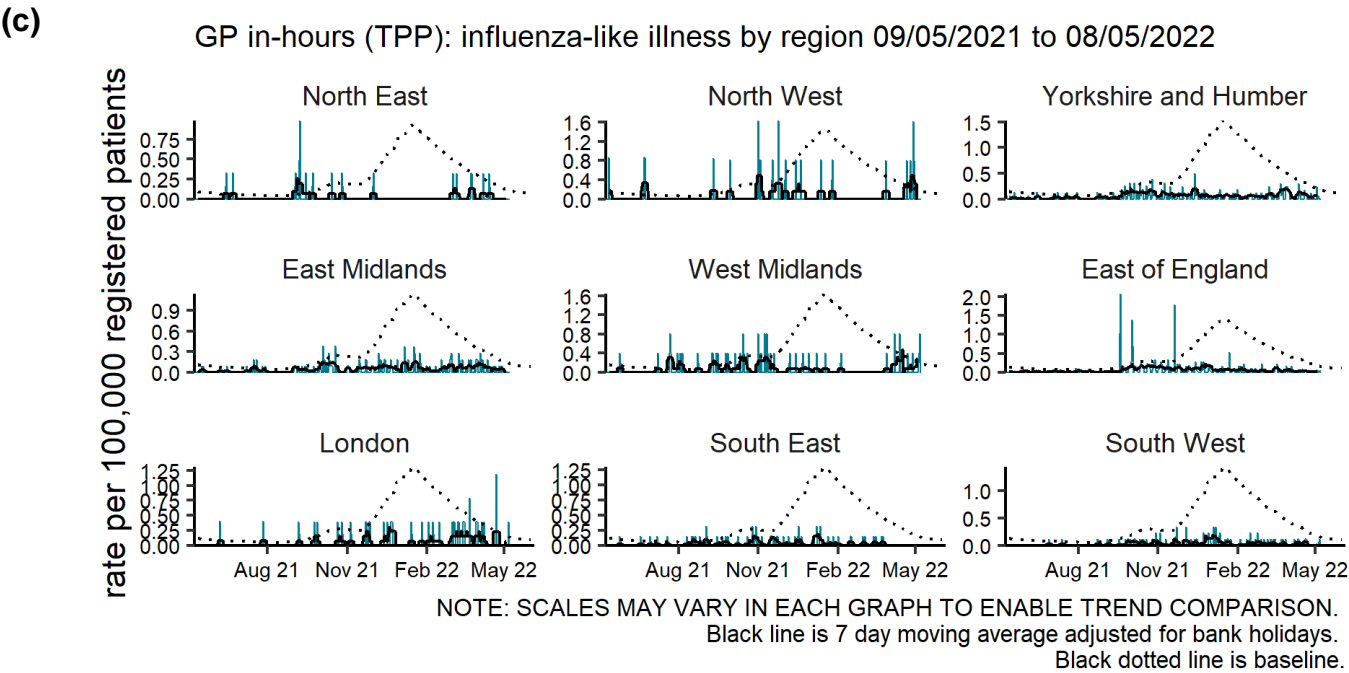 (c)
GP in-hours (TPP): influenza-like illness by region 09/05/2021 to 08/05/2022
rate per 100,000 registered patients
North East
0.75
0.50
0.25
0.00
North West
1.6
1.2
0.8
0.4
0.0
Yorkshire and Humber
1.5
1.0
0.5
0.0
East Midlands
0.9
0.6
0.3
0.0
West Midlands
1.6
1.2
0.8
0.4
0.0
East of England
2.0
1.5
1.0
0.5
0.0
London
1.25
1.00
0.75
0.50
0.25
0.00
South East
1.25
1.00
0.75
0.50
0.25
0.00
South West
1.0
0.5
0.0
Aug 21 Nov 21 Feb 22 May 22
Aug 21 Nov 21 Feb 22 May 22
Aug 21 Nov 21 Feb 22 May 22
NOTE: SCALES MAY VARY IN EACH GRAPH TO ENABLE TREND COMPARISON.
Black line is 7 day moving average adjusted for bank holidays.
Black dotted line is baseline.